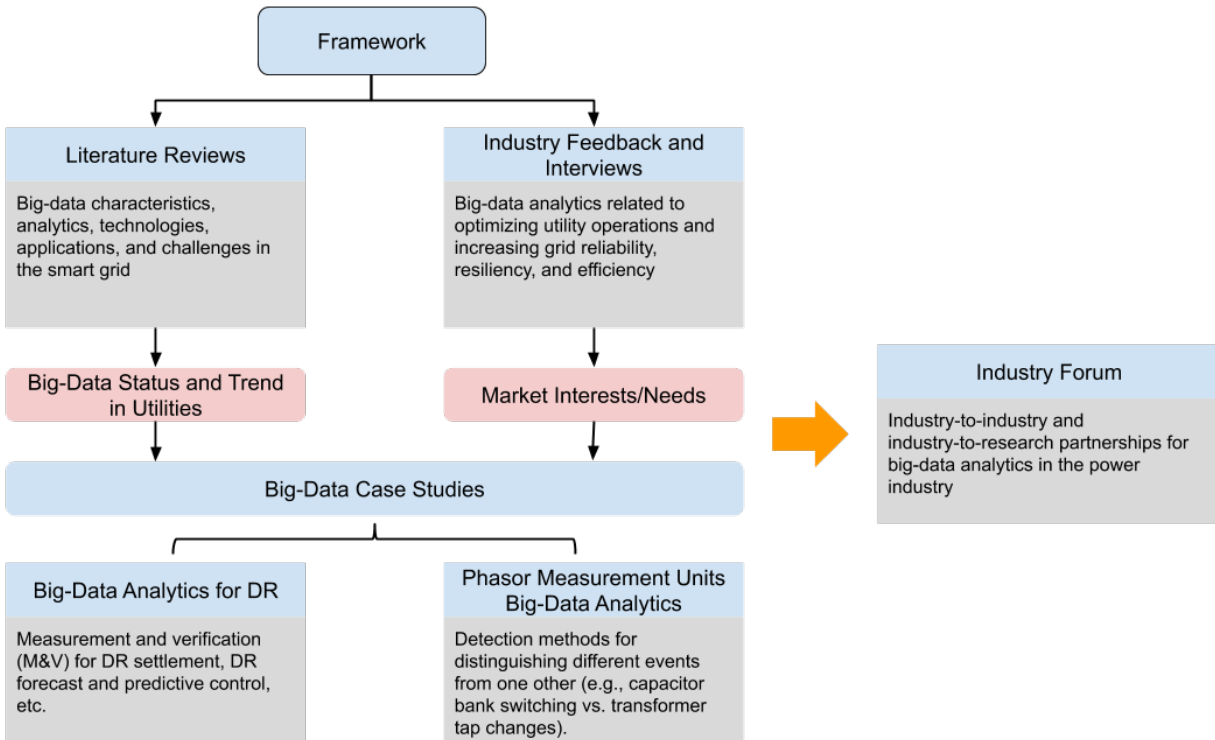 Framework
Literature Reviews
Big-data characteristics,
analytics, technologies,
applications, and challenges in
the smart grid
Industry Feedback and
Interviews
Big-data analytics related to
optimizing utility operations and
increasing grid reliability,
resiliency, and efficiency
Big-Data Status and Trend
in Utilities
Market Interests/Needs
Big-Data Case Studies
Big-Data Analytics for DR
Measurement and verification
(M&V) for DR settlement, DR
forecast and predictive control,
etc.
Phasor Measurement Units
Big-Data Analytics
Detection methods for
distinguishing different events
from one other (e.g., capacitor
bank switching vs. transformer
tap changes).
Industry Forum
Industry-to-industry and
industry-to-research partnerships for
big-data analytics in the power
industry